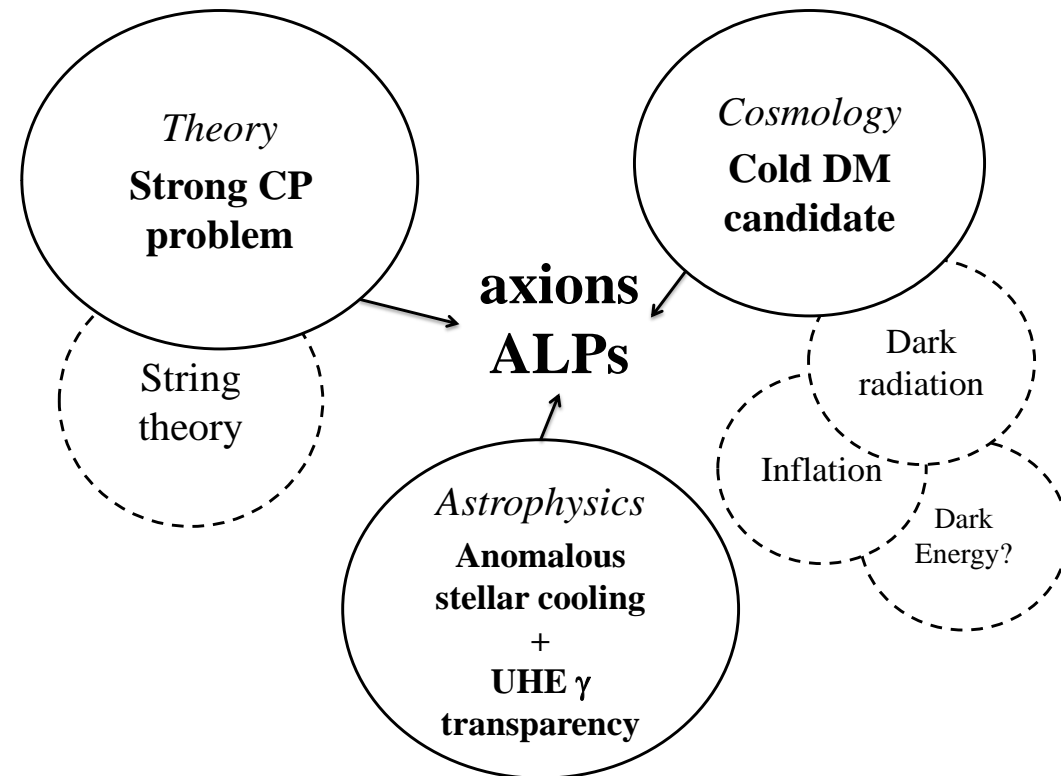 Theory
Strong CP
problem
Cosmology
Cold DM
candidate
axions
ALPs
String
theory
Dark
radiation
Inflation
Dark
Energy?
Astrophysics
Anomalous
stellar cooling
+
UHE γ
transparency